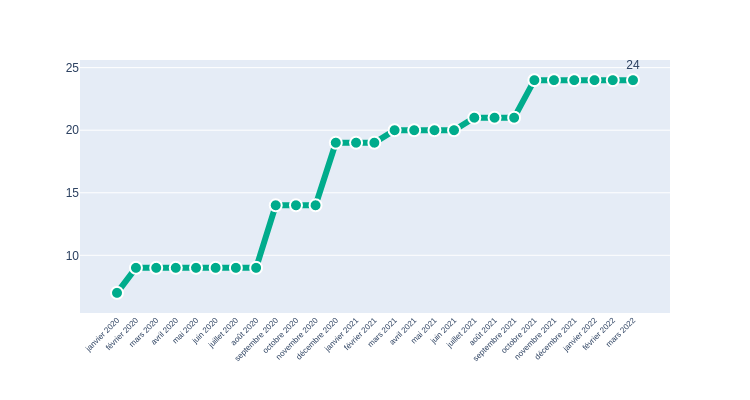 25
24
20
15
10
janvier 2020
février 2020
mars 2020
avril 2020
mai 2020
juin 2020
juillet 2020
août 2020
septembre 2020
octobre 2020
novembre 2020
décembre 2020
janvier 2021
février 2021
mars 2021
avril 2021
mai 2021
juin 2021
juillet 2021
août 2021
septembre 2021
octobre 2021
novembre 2021
décembre 2021
janvier 2022
février 2022
mars 2022